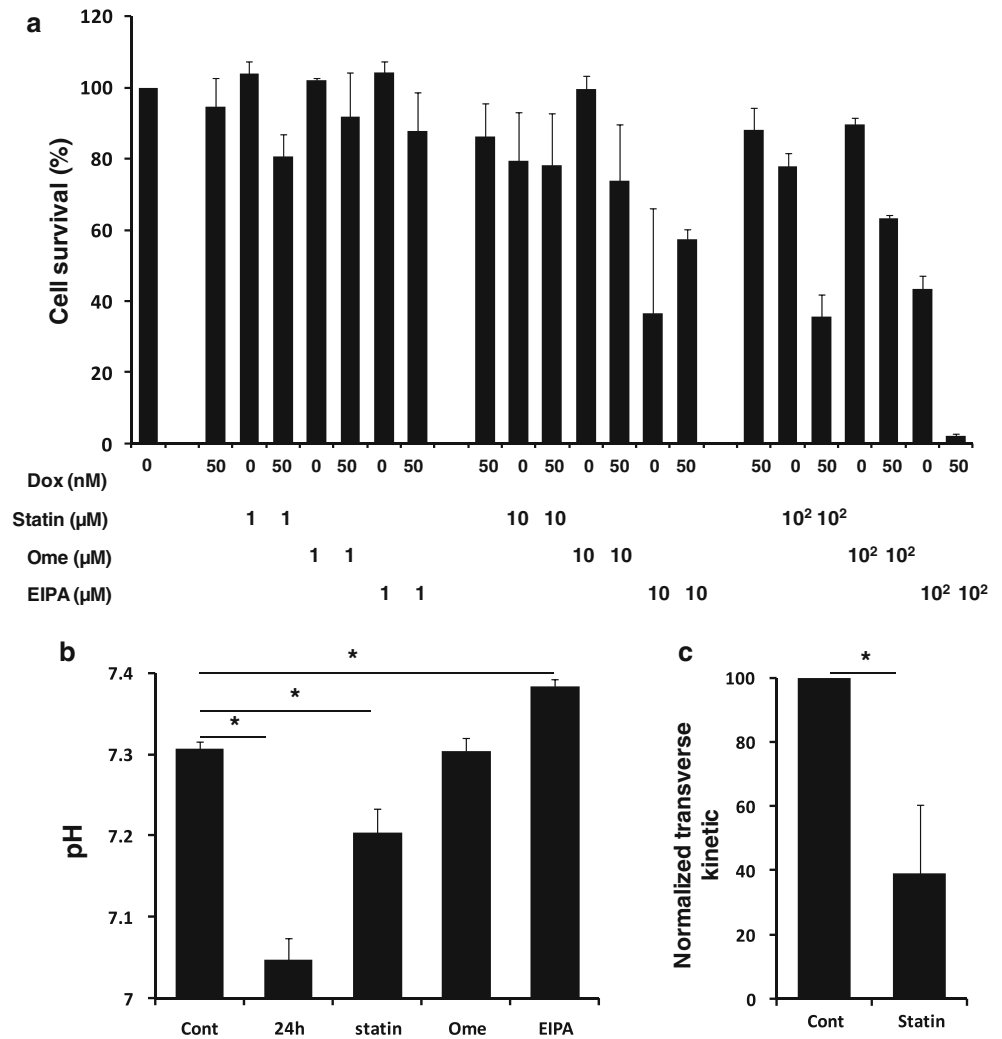 a
120
100
80
60
40
20
0
Cell survival (%)
Dox (nM) 0 50 0 50 0 50 0 50 50 0 50 0 50 0 50 50 0 50 0 50 0 50
Statin (µM) 1 1 10 10 10² 10²
Ome (µM) 1 1 10 10 10² 10²
EIPA (µM) 1 1 10 10 10² 10²
b
7.4
7.3
7.2
7.1
7
pH
*
*
*
Cont 24h statin Ome EIPA
c
100
80
60
40
20
0
Normalized transverse
kinetic
*
Cont Statin